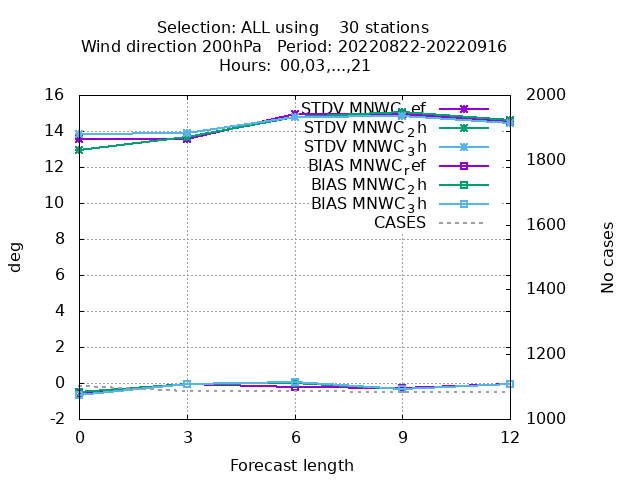 Selection: ALL using    30 stations
Wind direction 200hPa   Period: 20220822-20220916
Hours: 00,03,...,21
16
14
12
10
8
6
4
2
0
-2
deg
STDV MNWC_ref
STDV MNWC_2h
STDV MNWC_3h
BIAS MNWC_ref
BIAS MNWC_2h
BIAS MNWC_3h
CASES
2000
1800
1600
1400
1200
1000
No cases
0 3 6 9 12
Forecast length